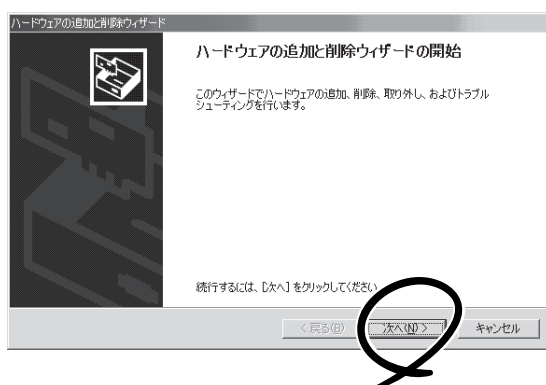 ハードウェアの追加と削除ウィザード
ハードウェアの追加と削除ウィザードの開始
このウィザードでハードウェアの追加、削除、取り外し、およびトラブル
シューティングを行います。
続行するには、[次へ] をクリックしてください
< 戻る(B)
次へ(N) >
キャンセル